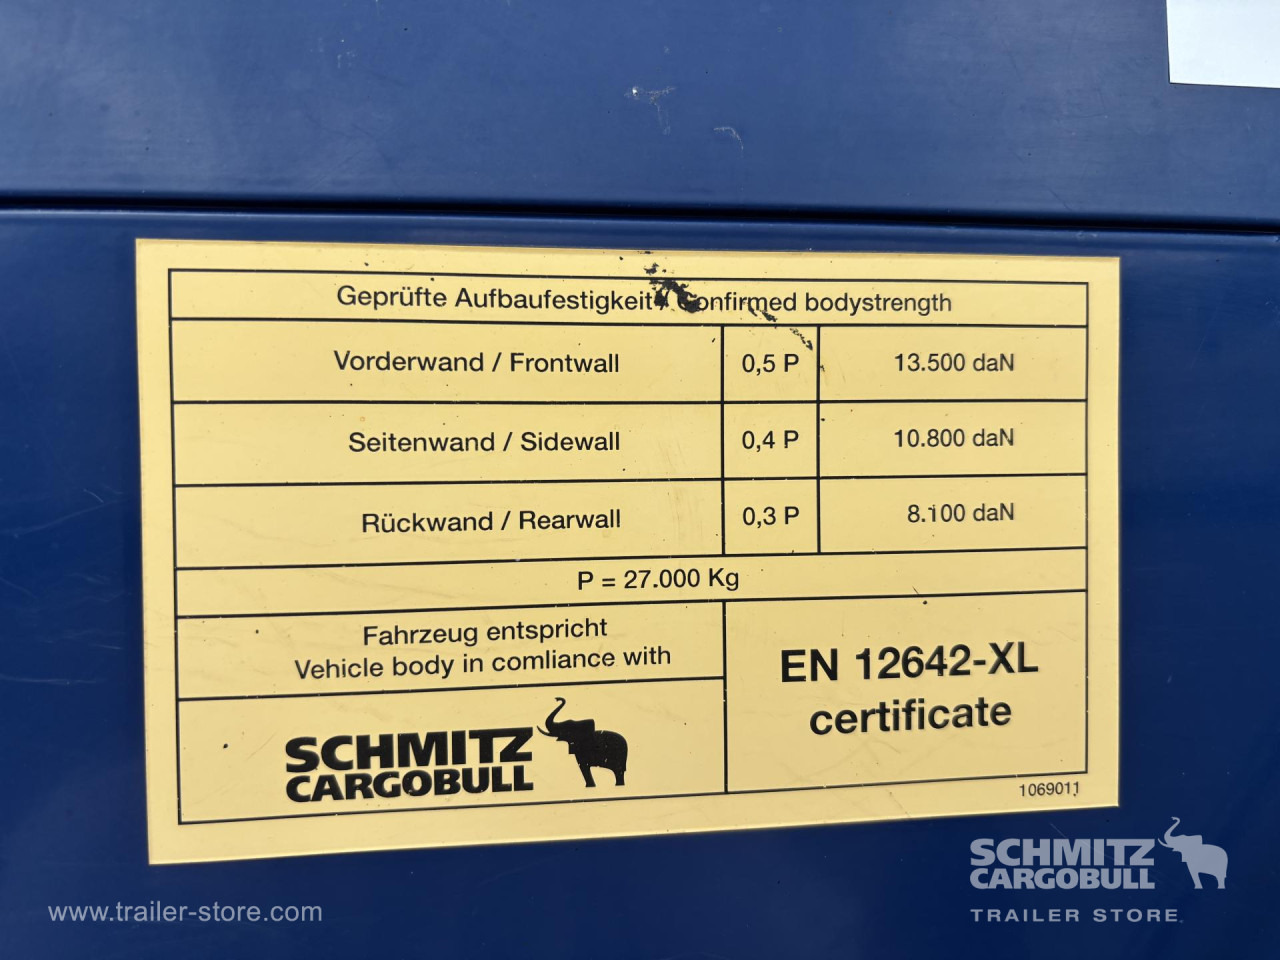 Geprüfte Aufbaufestigkeit / Confirmed bodystrength
Vorderwand / Frontwall 0,5 P 13.500 daN
Seitenwand / Sidewall 0,4 P 10.800 daN
Rückwand / Rearwall 0,3 P 8.100 daN
P = 27.000 Kg
Fahrzeug entspricht
Vehicle body in comliance with
EN 12642-XL
certificate
SCHMITZ
CARGOBULL
1069011
SCHMITZ
CARGOBULL
TRAILER STORE
www.trailer-store.com